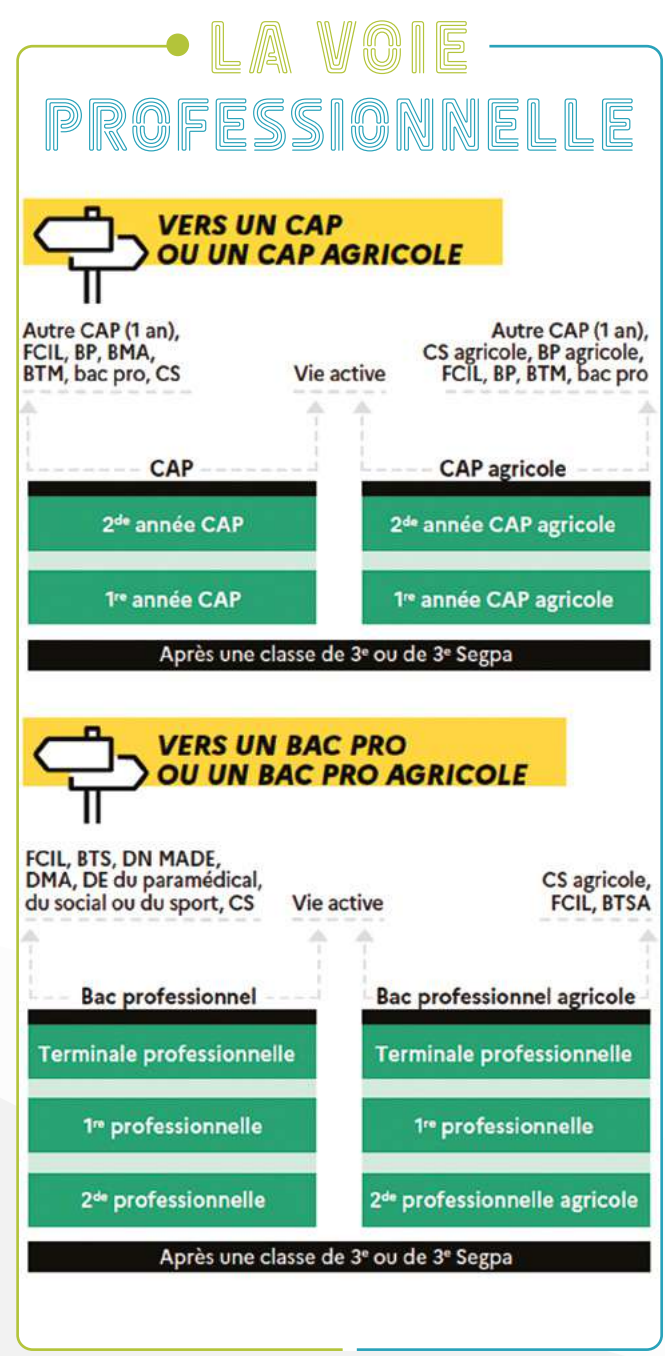 LA VOIE
PROFESSIONNELLE
VERS UN CAP
OU UN CAP AGRICOLE
Autre CAP (1 an),
FCIL, BP, BMA,
BTM, bac pro, CS
Vie active
Autre CAP (1 an),
CS agricole, BP agricole,
FCIL, BP, BTM, bac pro
CAP
CAP agricole
2de année CAP
2de année CAP agricole
1re année CAP
1re année CAP agricole
Après une classe de 3e ou de 3e Segpa
VERS UN BAC PRO
OU UN BAC PRO AGRICOLE
FCIL, BTS, DN MADE,
DMA, DE du paramédical,
du social ou du sport, CS
Vie active
CS agricole,
FCIL, BTSA
Bac professionnel
Bac professionnel agricole
Terminale professionnelle
Terminale professionnelle
1re professionnelle
1re professionnelle
2de professionnelle
2de professionnelle agricole
Après une classe de 3e ou de 3e Segpa